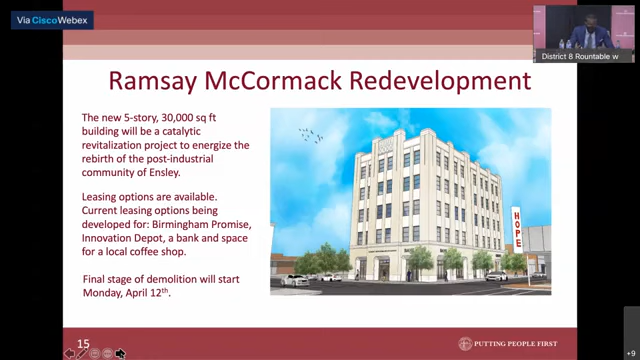 Via CiscoWebex
District 8 Roundtable w
Ramsay McCormack Redevelopment
The new 5-story, 30,000 sq ft
building will be a catalytic
revitalization project to energize the
rebirth of the post-industrial
community of Ensley.
Leasing options are available.
Current leasing options being
developed for: Birmingham Promise,
Innovation Depot, a bank and space
for a local coffee shop.
Final stage of demolition will start
Monday, April 12th.
HOPE
15
PUTTING PEOPLE FIRST
+9